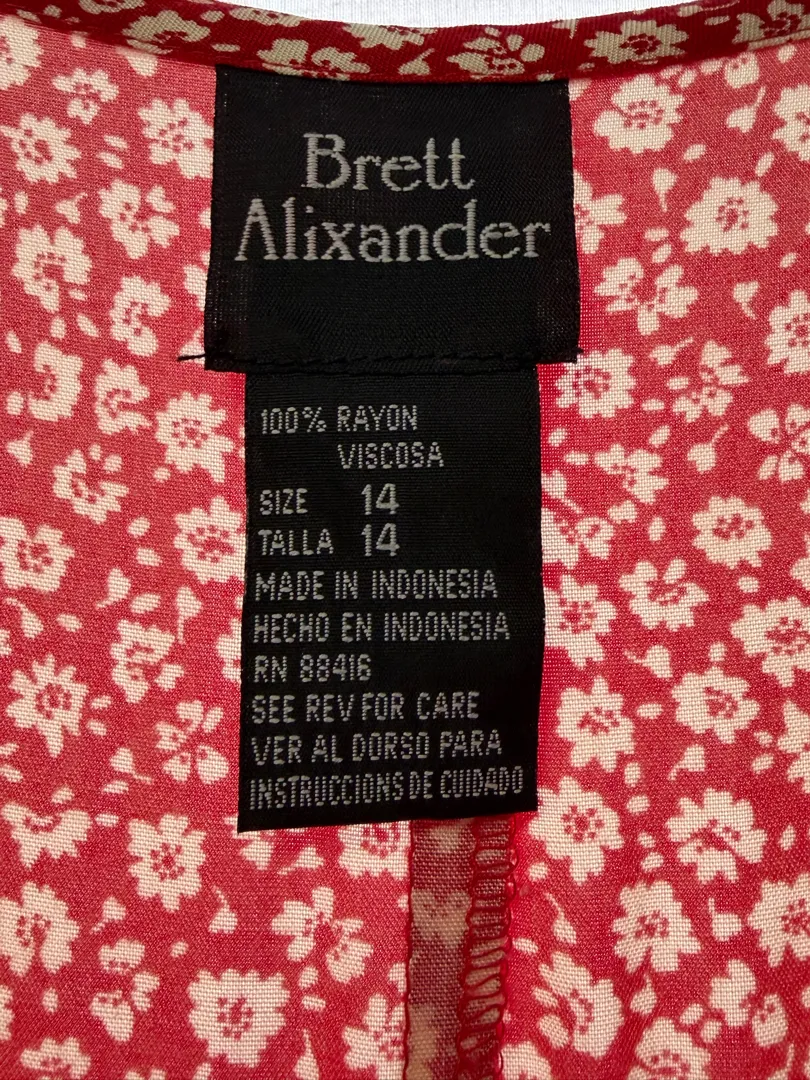 Brett
Alixander
100% RAYON
VISCOSA
SIZE 14
TALLA 14
MADE IN INDONESIA
HECHO EN INDONESIA
RN 88416
SEE REV FOR CARE
VER AL DORSO PARA
INSTRUCCIONS DE CUIDADO